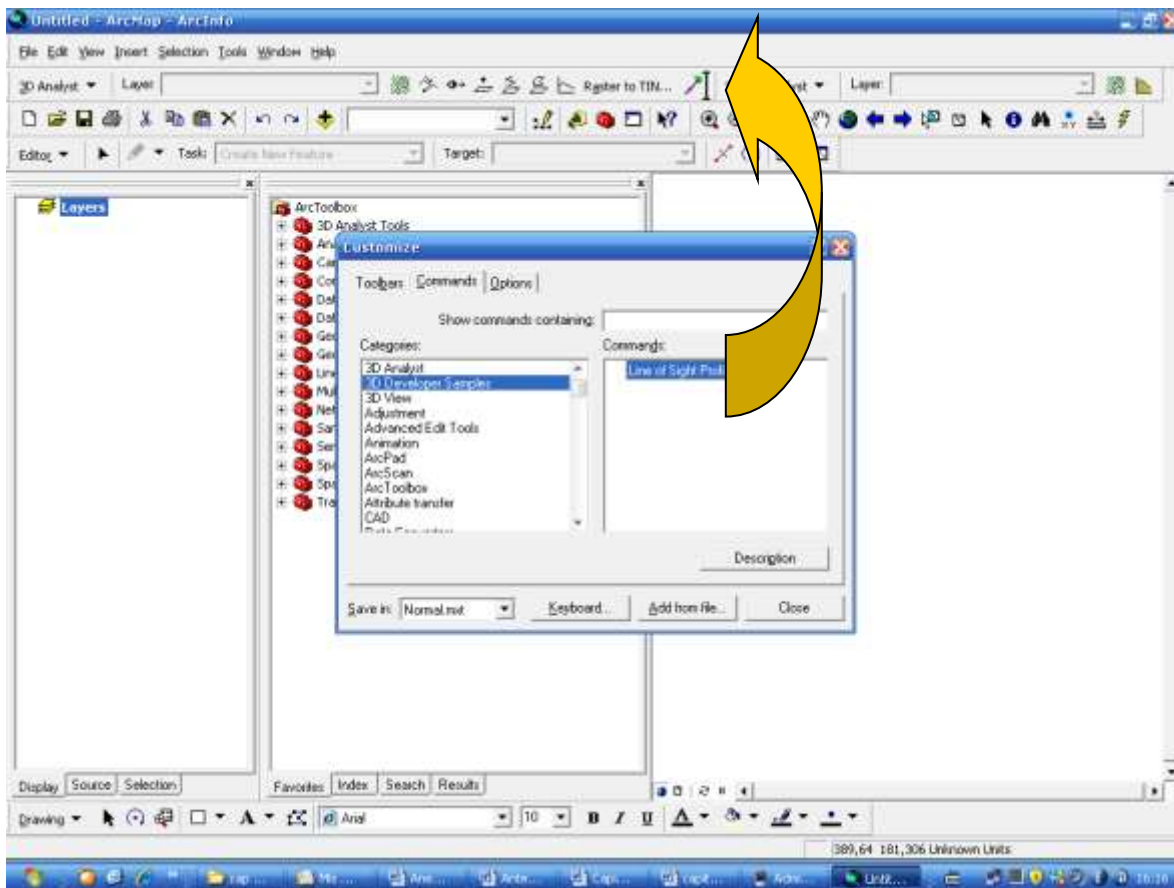 Untitled - ArcMap - ArcInfo
File Edit View Insert Selection Tools Window Help
3D Analyst Layer: Raster to TIN... Layer:
Editor Task: Create New Feature Target:
Layers
ArcToolbox
3D Analyst Tools
Customize
Toolbars Commands Options
Show commands containing:
Categories: Commands:
3D Analyst
3D Developer Samples
3D View
Adjustment
Advanced Edit Tools
Animation
ArcPad
ArcScan
ArcToolbox
Attribute transfer
CAD
Line of Sight
Description
Save in: Normal.mxt Keyboard... Add from file... Close
Display Source Selection
Favorites Index Search Results
Drawing A Arial 10 B I U A
389,64 181,306 Unknown Units
16:16